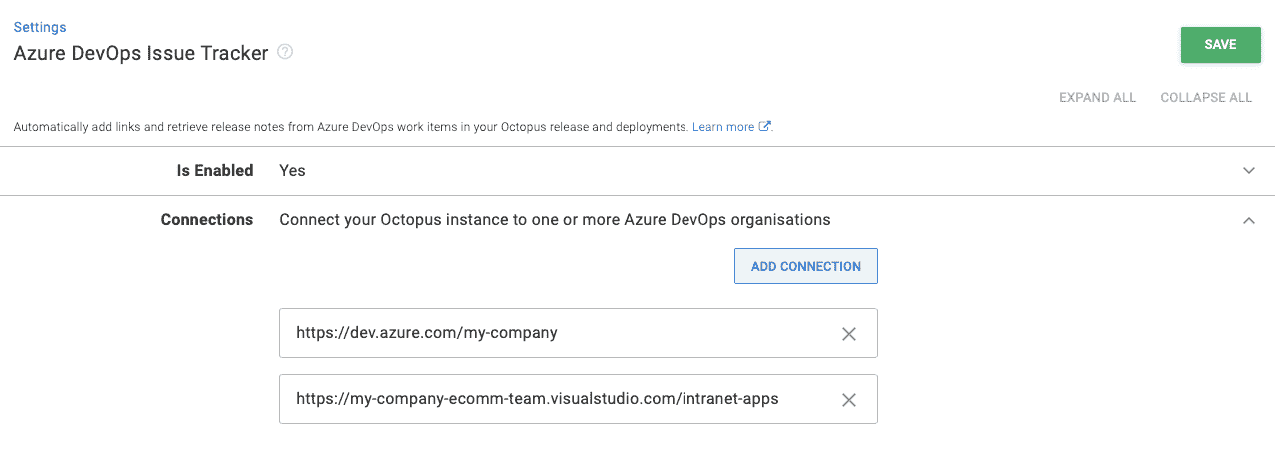 Settings
Azure DevOps Issue Tracker
SAVE
EXPAND ALL COLLAPSE ALL
Automatically add links and retrieve release notes from Azure DevOps work items in your Octopus release and deployments. Learn more.
Is Enabled Yes
Connections Connect your Octopus instance to one or more Azure DevOps organisations
ADD CONNECTION
https://dev.azure.com/my-company
https://my-company-ecomm-team.visualstudio.com/intranet-apps